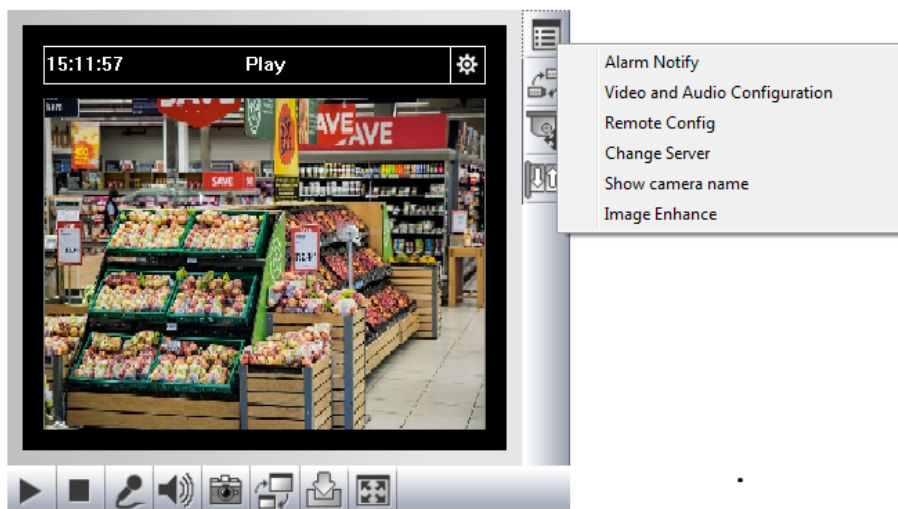 15:11:57 Play
Alarm Notify
Video and Audio Configuration
Remote Config
Change Server
Show camera name
Image Enhance
SAVE
SAVE
AVE
SAVE